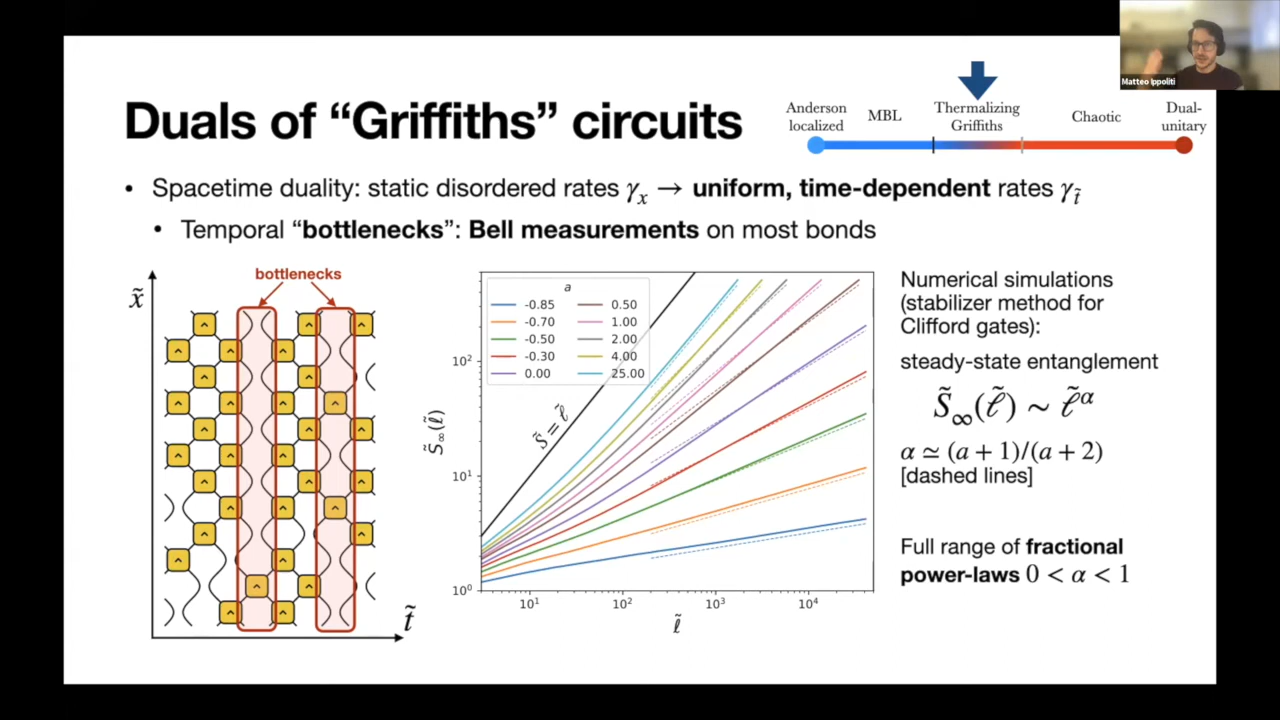 Matteo Ippoliti
Duals of “Griffiths” circuits
Anderson
localized
MBL
Thermalizing
Griffiths
Chaotic
Dual-
unitary
• Spacetime duality: static disordered rates γₓ → uniform, time-dependent rates γ_t̃
• Temporal “bottlenecks”: Bell measurements on most bonds
bottlenecks
x̃
t̃
a
-0.85 0.50
-0.70 1.00
-0.50 2.00
-0.30 4.00
0.00 25.00
S̃ = ℓ̃
S̃∞(ℓ̃)
10²
10¹
10⁰
10¹ 10² 10³ 10⁴
ℓ̃
Numerical simulations
(stabilizer method for
Clifford gates):
steady-state entanglement
S̃∞(ℓ̃) ~ ℓ̃^α
α ≃ (a + 1)/(a + 2)
[dashed lines]
Full range of fractional
power-laws 0 < α < 1